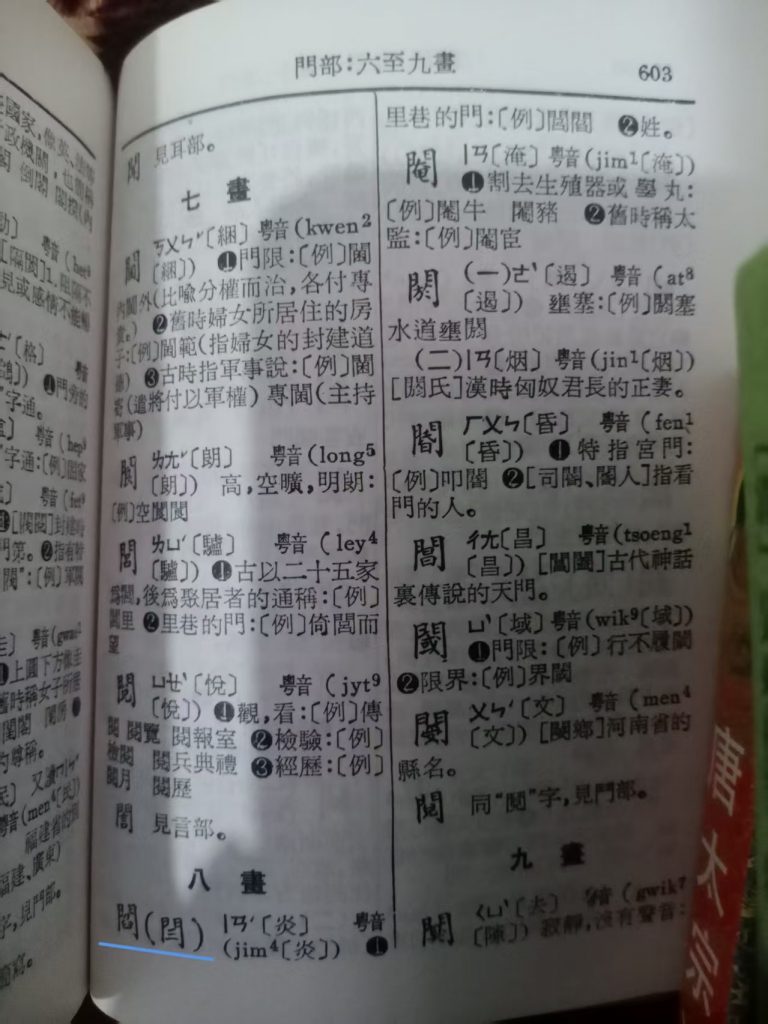 門部：六至九畫
603
閠 見耳部。
七 畫
閫 ㄎㄨㄣˇ〔綑〕 粵音(kwen²
〔綑〕) ❶門限：〔例〕閫
內閫外(比喻分權而治，各付專
責。) ❷舊時婦女所居住的房
子：〔例〕閫範(指婦女的封建道
德) ❸古時指軍事說：〔例〕閫
寄(遣將付以軍權) 專閫(主持
軍事)
閬 ㄌㄤˊ〔朗〕 粵音(long⁵
〔朗〕) 高，空曠，明朗：
〔例〕空閬閬
閭 ㄌㄩˊ〔驢〕 粵音(ley⁴
〔驢〕) ❶古以二十五家
爲閭，後爲聚居者的通稱：〔例〕
閭里 ❷里巷的門：〔例〕倚閭而
望
閱 ㄩㄝˋ〔悅〕 粵音(jyt⁹
〔悅〕) ❶觀，看：〔例〕傳
閱 閱覽 閱報室 ❷檢驗：〔例〕
檢閱 閱兵典禮 ❸經歷：〔例〕
閱月 閱歷
誾 見言部。
八 畫
閻(閆) ㄧㄢˊ〔炎〕 粵音
(jim⁴〔炎〕) ❶
里巷的門：〔例〕閭閻 ❷姓。
閹 ㄧㄢ〔淹〕 粵音(jim¹〔淹〕)
❶割去生殖器或睾丸：
〔例〕閹牛 閹豬 ❷舊時稱太
監：〔例〕閹宦
閼 (一)ㄜˋ〔遏〕 粵音(at⁸
〔遏〕) 壅塞：〔例〕閼塞
水道壅閼
(二)ㄧㄢ〔烟〕 粵音(jin¹〔烟〕)
[閼氏]漢時匈奴君長的正妻。
閽 ㄏㄨㄣ〔昏〕 粵音(fen¹
〔昏〕) ❶特指宮門：
〔例〕叩閽 ❷[司閽、閽人]指看
門的人。
閶 ㄔㄤ〔昌〕 粵音(tsoeng¹
〔昌〕) [閶闔]古代神話
裏傳說的天門。
閾 ㄩˋ〔域〕 粵音(wik⁹〔域〕)
❶門限：〔例〕行不履閾
❷限界：〔例〕界閾
閿 ㄨㄣˊ〔文〕 粵音(men⁴
〔文〕) [閿鄉]河南省的
縣名。
閲 同“閱”字，見門部。
九 畫
闃 ㄑㄩˋ〔去〕 粵音(gwik⁷
〕) 寂靜，沒有聲音：